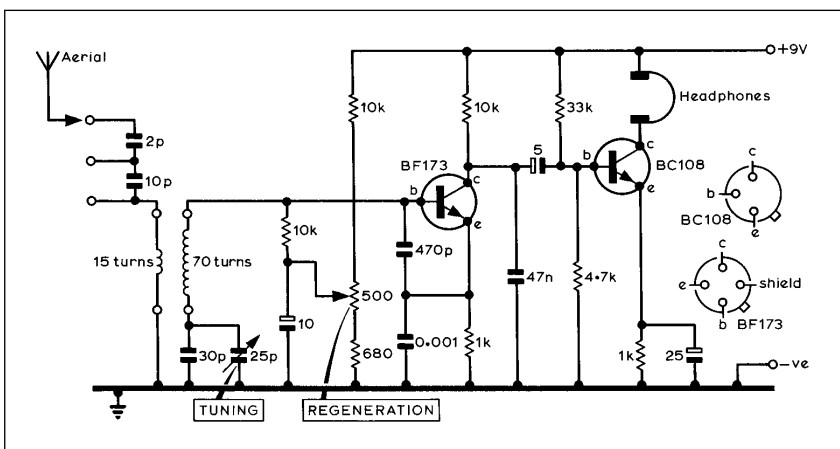 Aerial
+9V
10k
10k
33k
Headphones
2p
5
c
BF173
b
c
e
b
c
BC108
e
10p
c
b
e
BC108
10k
470p
15 turns
70 turns
47n
4·7k
c
e
shield
b
BF173
500
10
30p
25p
680
0·001
1k
1k
25
-ve
TUNING
REGENERATION